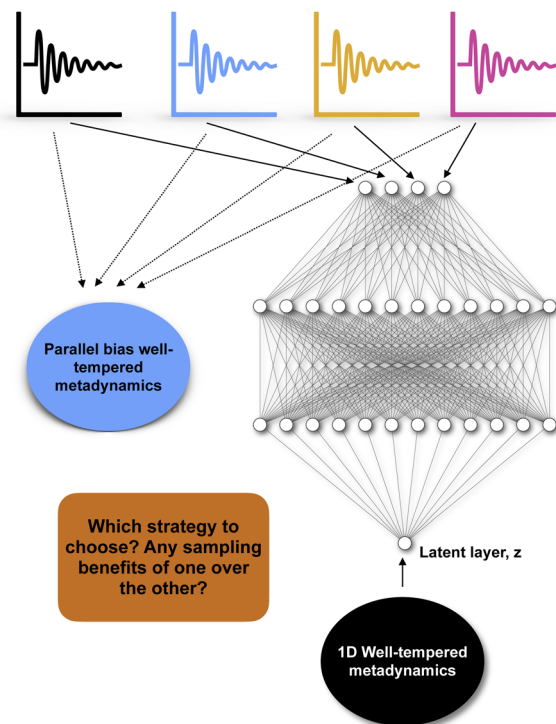 Parallel bias well-
tempered
metadynamics
Which strategy to
choose? Any sampling
benefits of one over
the other?
Latent layer, z
1D Well-tempered
metadynamics